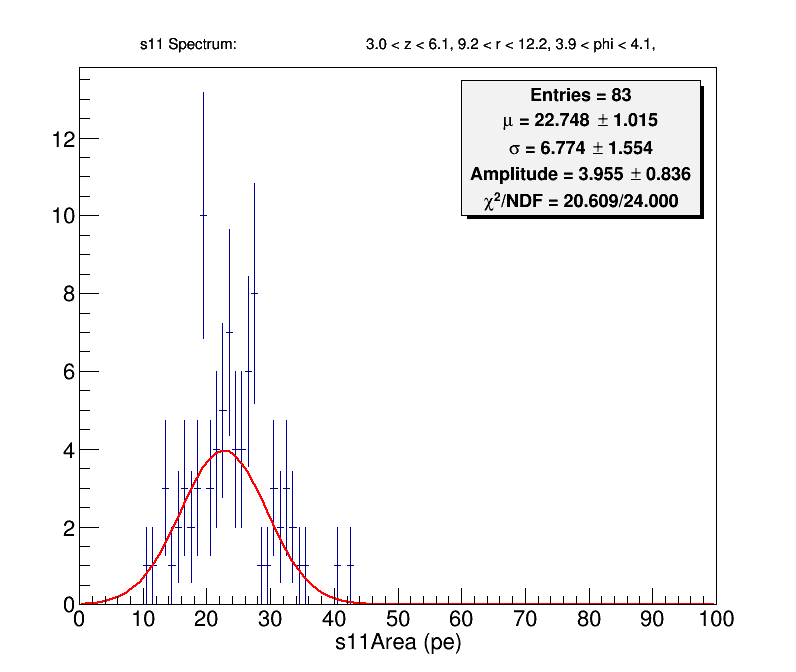 s11 Spectrum: 3.0 < z < 6.1, 9.2 < r < 12.2, 3.9 < phi < 4.1,
Entries = 83
μ = 22.748 ± 1.015
σ = 6.774 ± 1.554
Amplitude = 3.955 ± 0.836
χ²/NDF = 20.609/24.000
12
10
8
6
4
2
0
0 10 20 30 40 50 60 70 80 90 100
s11Area (pe)